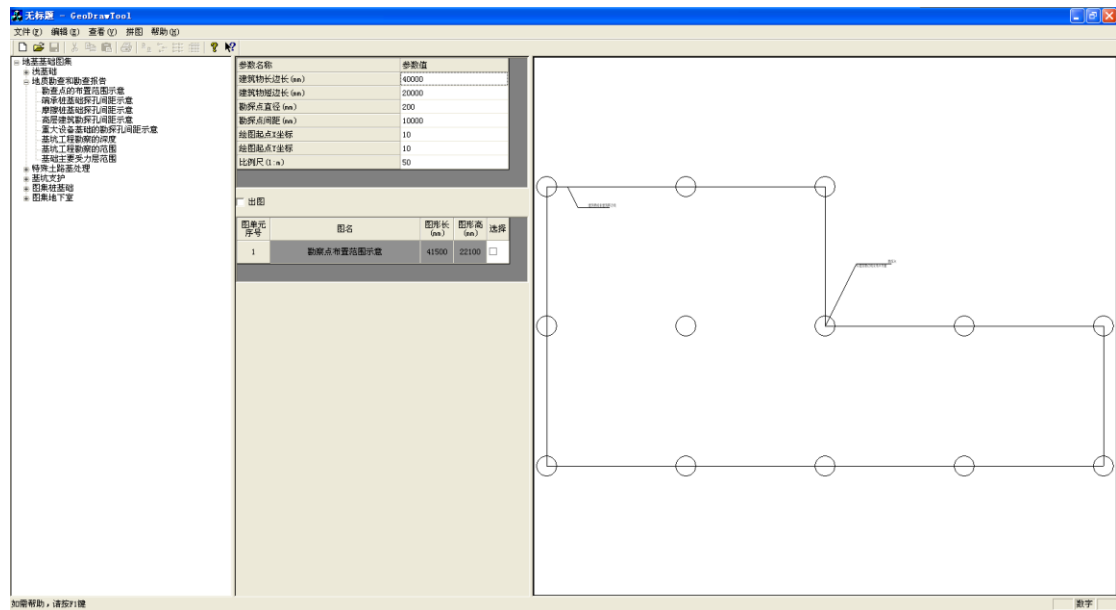 无标题 - GeoDrawTool
文件(F) 编辑(E) 查看(V) 拼图 帮助(H)
地基基础图集
浅基础
地质勘查和勘查报告
勘查点的布置范围示意
端承桩基础探孔间距示意
摩擦桩基础探孔间距示意
高层建筑勘探孔间距示意
重大设备基础的勘探孔间距示意
基坑工程勘察的深度
基坑工程勘察的范围
基础主要受力层范围
特殊土路基处理
基坑支护
图集桩基础
图集地下室
参数名称 参数值
建筑物长边长(mm) 40000
建筑物短边长(mm) 20000
勘探点直径(mm) 200
勘探点间距(mm) 10000
绘图起点X坐标 10
绘图起点Y坐标 10
比例尺(1:n) 50
出图
图单元序号 图名 图形长(mm) 图形高(mm) 选择
1 勘察点布置范围示意 41500 22100
如需帮助，请按F1键
数字